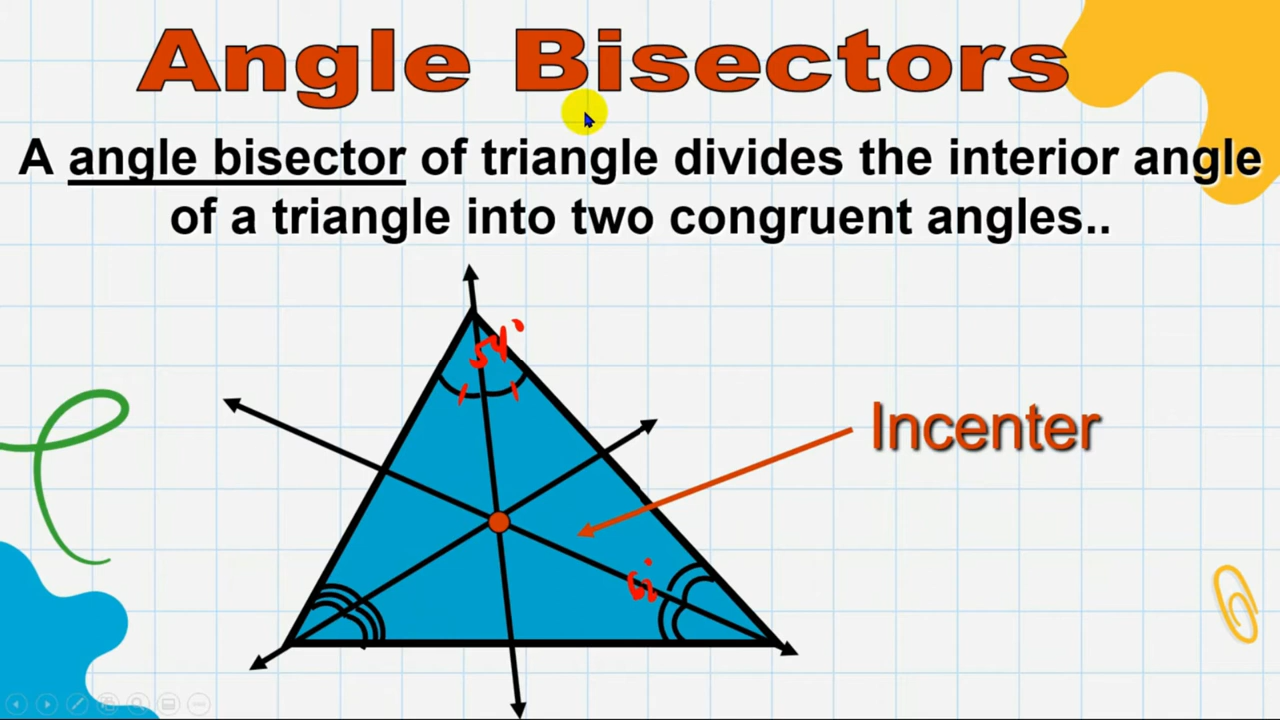 Angle Bisectors
A angle bisector of triangle divides the interior angle
of a triangle into two congruent angles..
Incenter